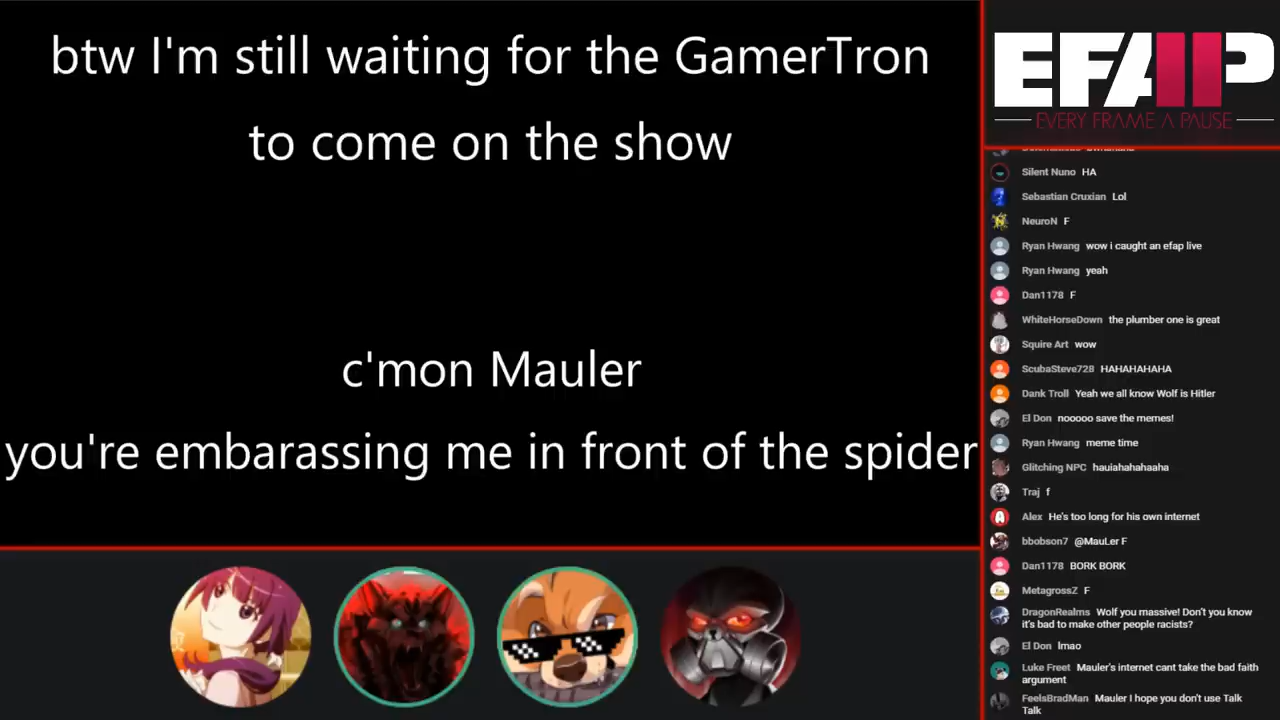 btw I'm still waiting for the GamerTron
to come on the show
c'mon Mauler
you're embarassing me in front of the spider
EFAP
EVERY FRAME A PAUSE
Silent Nuno HA
Sebastian Cruxian Lol
NeuroN F
Ryan Hwang wow i caught an efap live
Ryan Hwang yeah
Dan1178 F
WhiteHorseDown the plumber one is great
Squire Art wow
ScubaSteve728 HAHAHAHAHA
Dank Troll Yeah we all know Wolf is Hitler
El Don nooooo save the memes!
Ryan Hwang meme time
Glitching NPC hauiahahahaaha
Traj f
Alex He's too long for his own internet
bbobson7 @MauLer F
Dan1178 BORK BORK
MetagrossZ F
DragonRealms Wolf you massive! Don't you know
it's bad to make other people racists?
El Don lmao
Luke Freet Mauler's internet cant take the bad faith
argument
FeelsBradMan Mauler I hope you don't use Talk
Talk